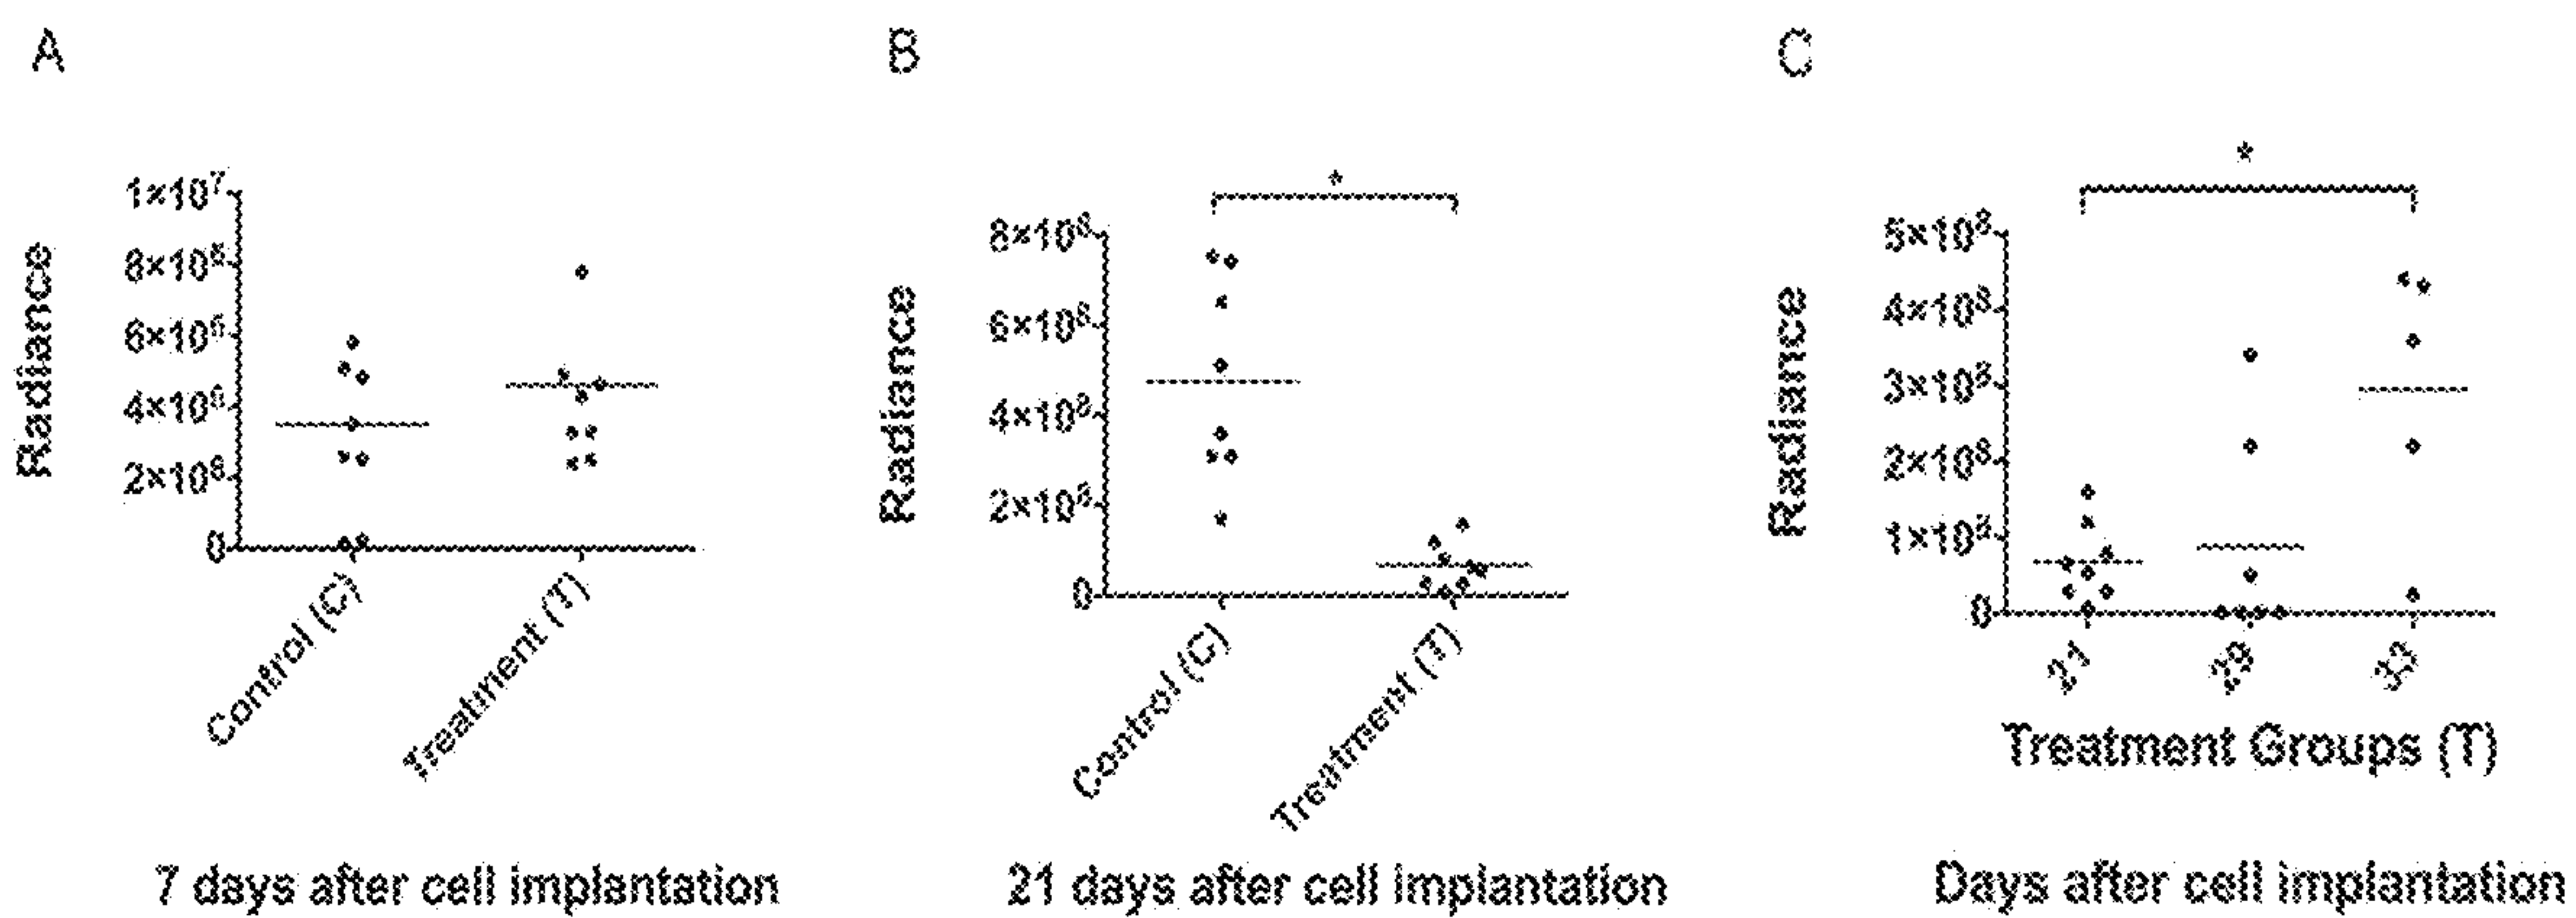 A
Radiance
1×10⁷
8×10⁶
6×10⁶
4×10⁶
2×10⁶
0
Control (C)
Treatment (T)
7 days after cell implantation
B
*
Radiance
8×10⁸
6×10⁸
4×10⁸
2×10⁸
0
Control (C)
Treatment (T)
21 days after cell implantation
C
*
Radiance
5×10⁸
4×10⁸
3×10⁸
2×10⁸
1×10⁸
0
21
29
33
Treatment Groups (T)
Days after cell implantation